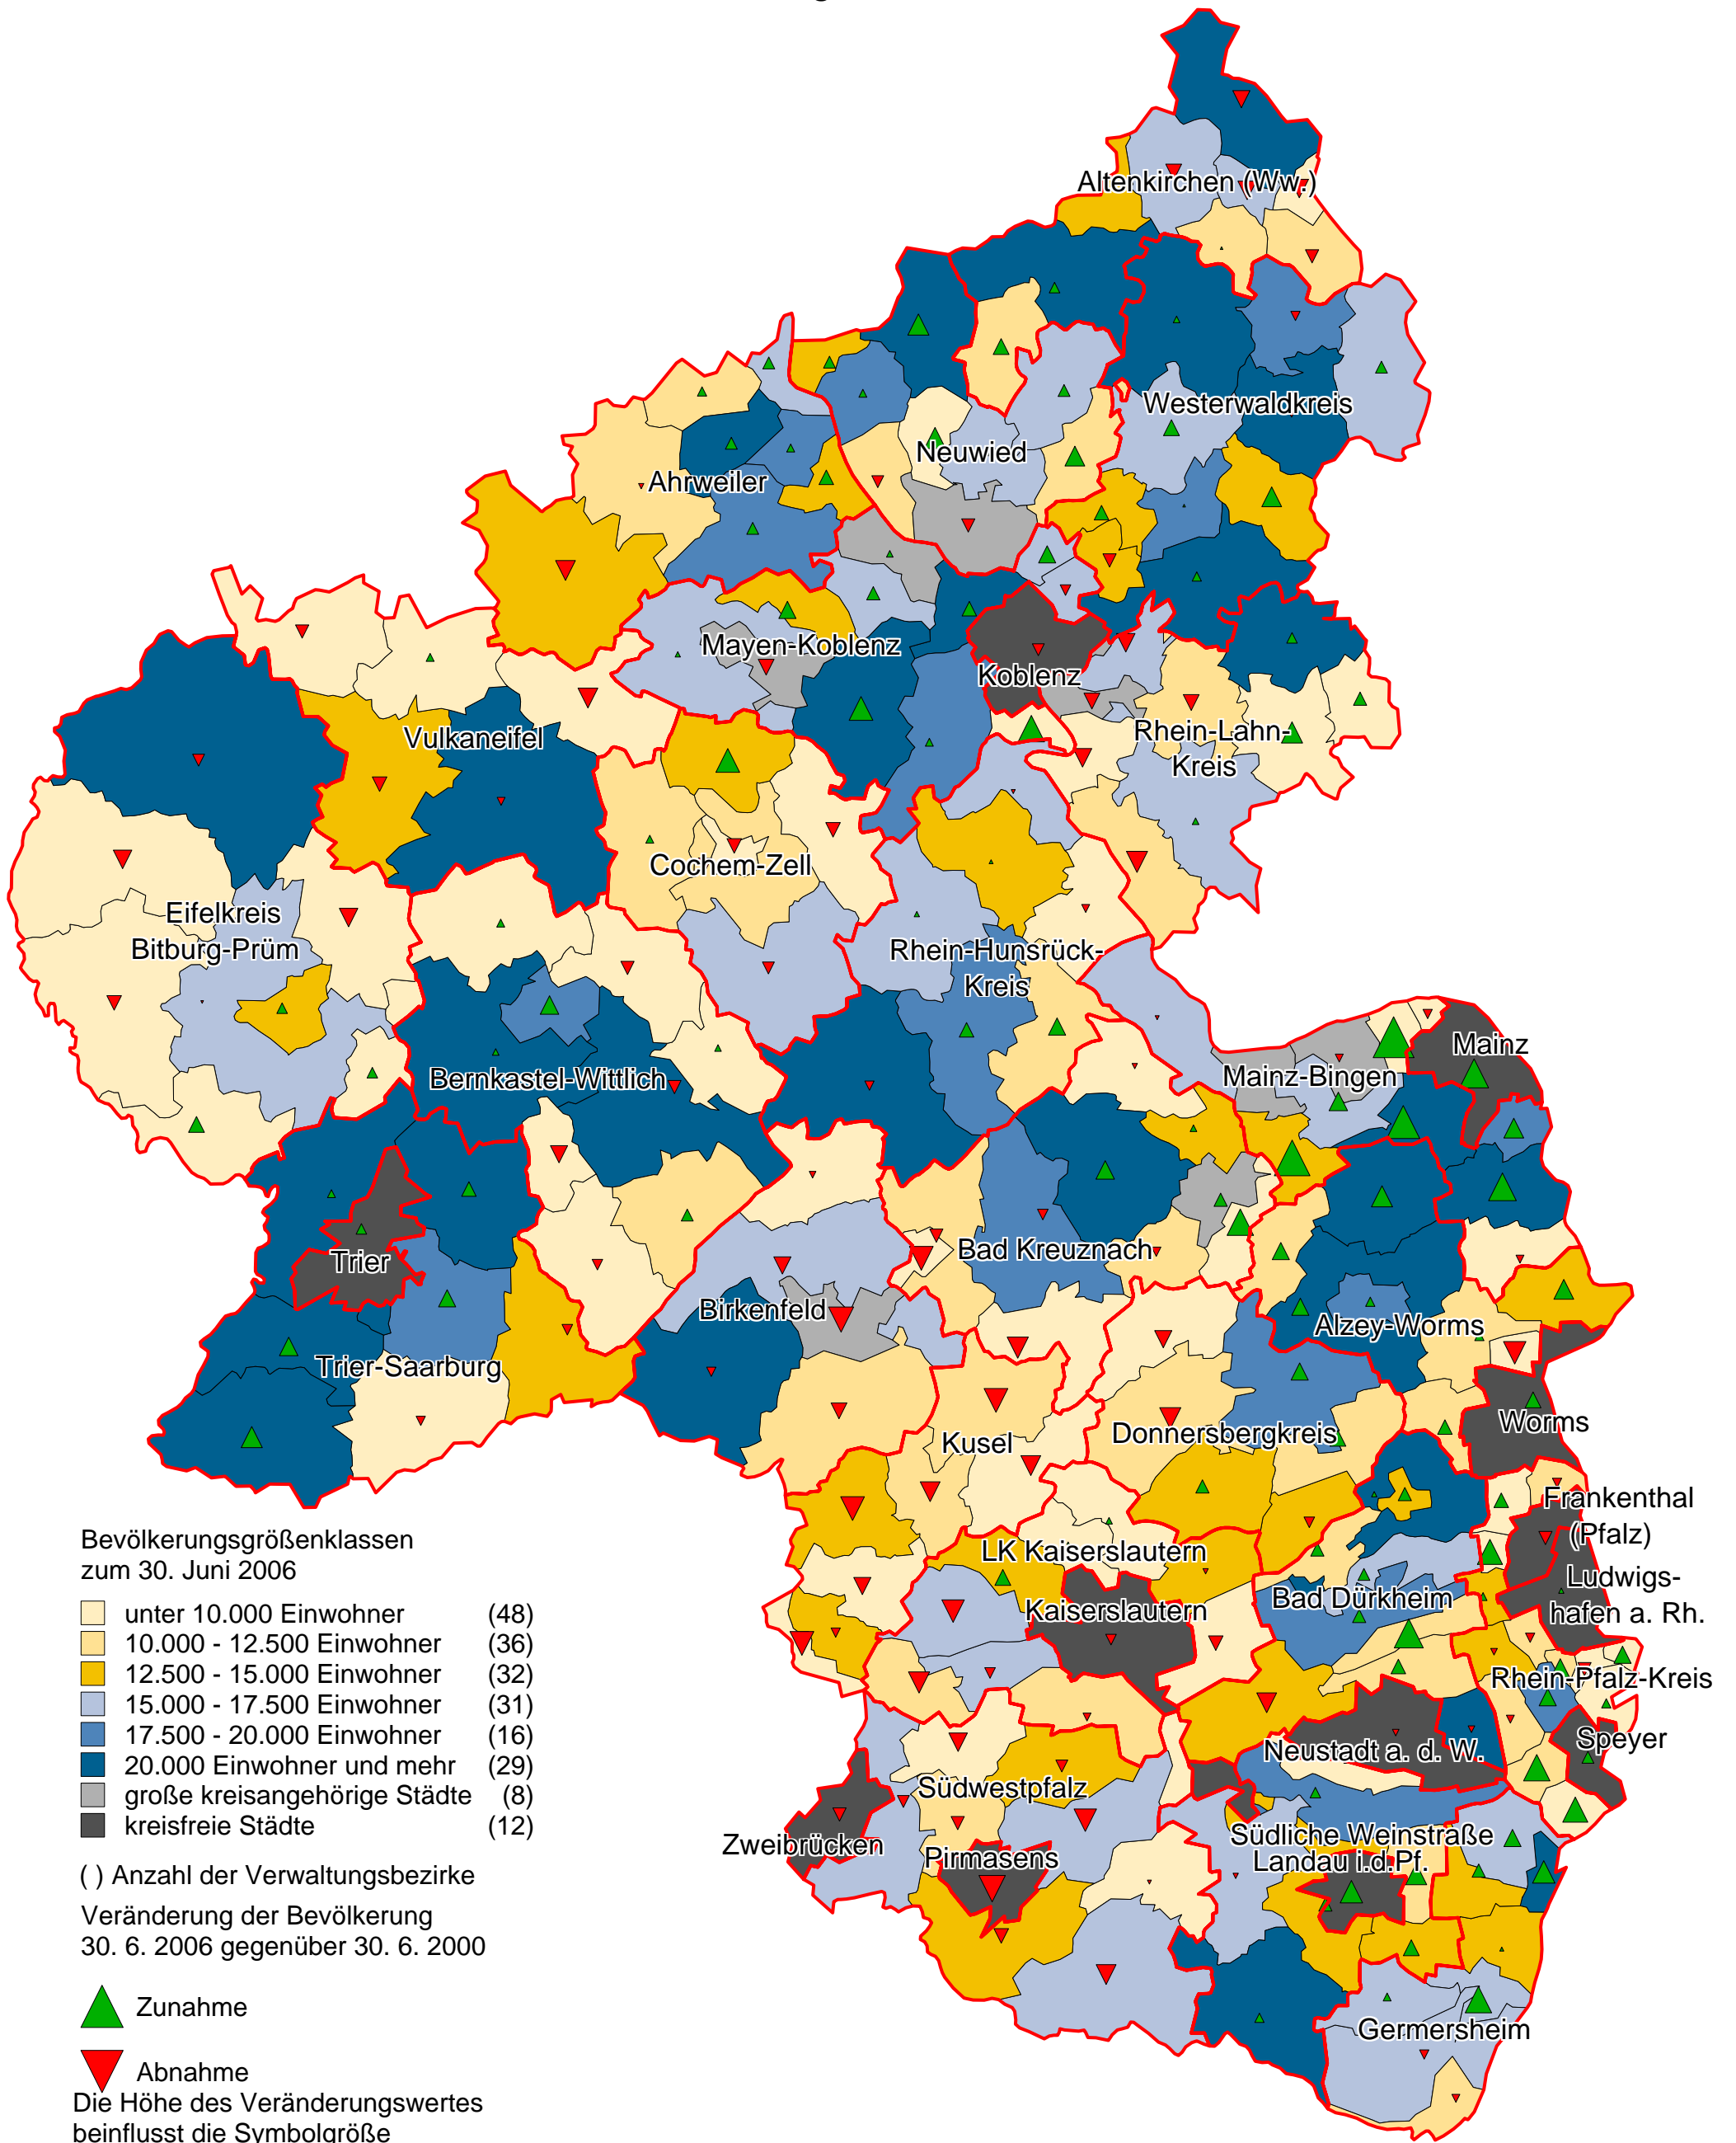 Altenkirchen (Ww.)
Westerwaldkreis
Neuwied
Ahrweiler
Mayen-Koblenz
Koblenz
Rhein-Lahn-
Kreis
Vulkaneifel
Cochem-Zell
Eifelkreis
Bitburg-Prüm
Rhein-Hunsrück-
Kreis
Mainz
Mainz-Bingen
Bernkastel-Wittlich
Trier
Bad Kreuznach
Birkenfeld
Alzey-Worms
Trier-Saarburg
Worms
Donnersbergkreis
Kusel
Frankenthal
(Pfalz)
LK Kaiserslautern
Ludwigs-
hafen a. Rh.
Bad Dürkheim
Kaiserslautern
Rhein-Pfalz-Kreis
Speyer
Neustadt a. d. W.
Südwestpfalz
Zweibrücken
Pirmasens
Südliche Weinstraße
Landau i.d.Pf.
Germersheim
Bevölkerungsgrößenklassen
zum 30. Juni 2006
unter 10.000 Einwohner (48)
10.000 - 12.500 Einwohner (36)
12.500 - 15.000 Einwohner (32)
15.000 - 17.500 Einwohner (31)
17.500 - 20.000 Einwohner (16)
20.000 Einwohner und mehr (29)
große kreisangehörige Städte (8)
kreisfreie Städte (12)
( ) Anzahl der Verwaltungsbezirke
Veränderung der Bevölkerung
30. 6. 2006 gegenüber 30. 6. 2000
Zunahme
Abnahme
Die Höhe des Veränderungswertes
beinflusst die Symbolgröße